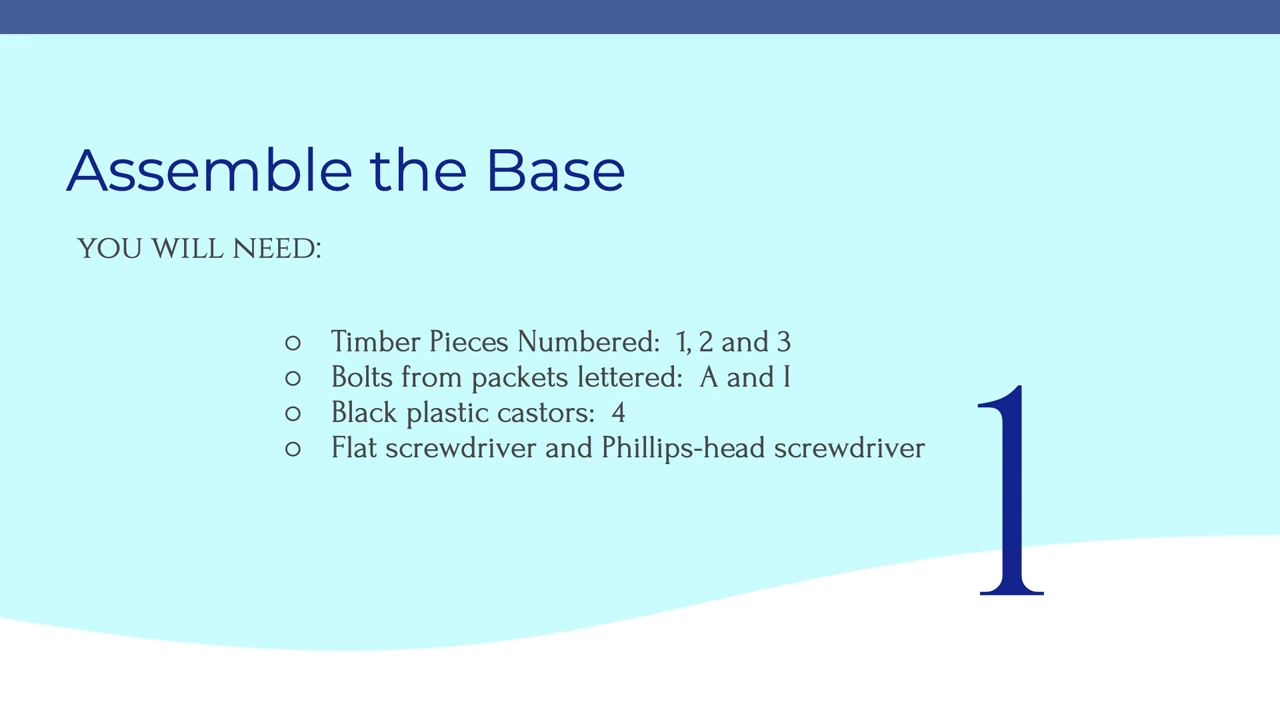 Assemble the Base
YOU WILL NEED:
○ Timber Pieces Numbered: 1, 2 and 3
○ Bolts from packets lettered: A and I
○ Black plastic castors: 4
○ Flat screwdriver and Phillips-head screwdriver
1